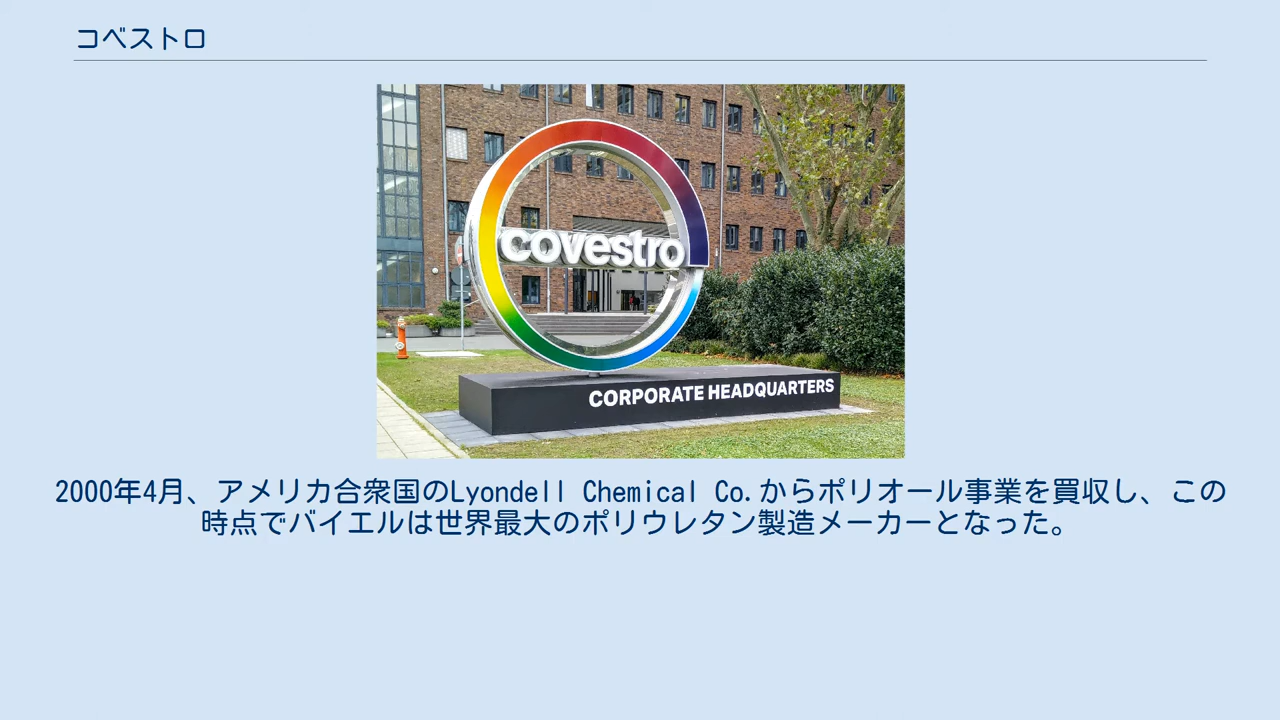 コベストロ
covestro
CORPORATE HEADQUARTERS
2000年4月、アメリカ合衆国のLyondell Chemical Co.からポリオール事業を買収し、この
時点でバイエルは世界最大のポリウレタン製造メーカーとなった。